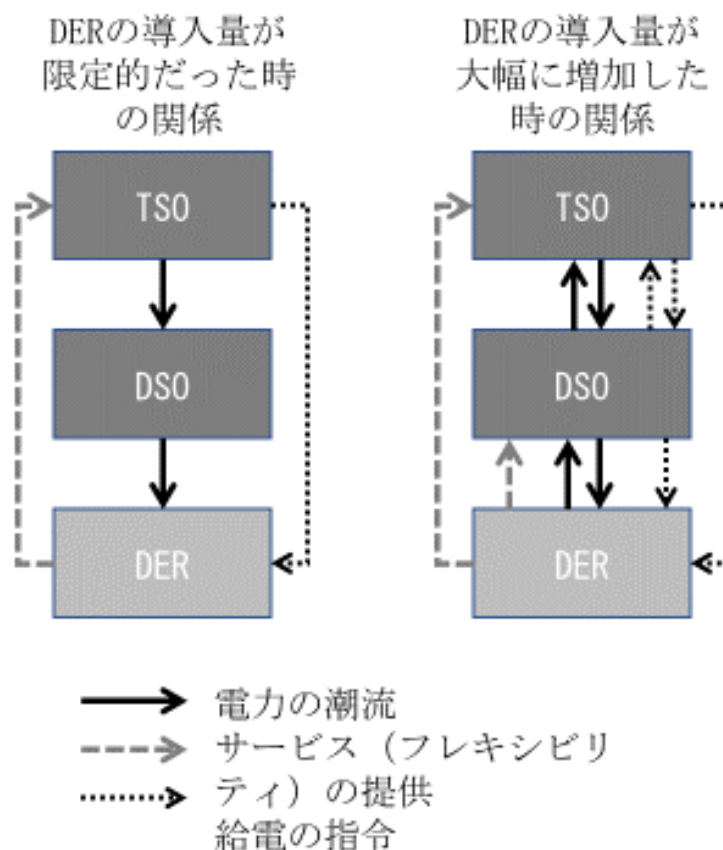 DERの導入量が
限定的だった時
の関係
TSO
DSO
DER
DERの導入量が
大幅に増加した
時の関係
TSO
DSO
DER
電力の潮流
サービス（フレキシビリ
ティ）の提供
給電の指令